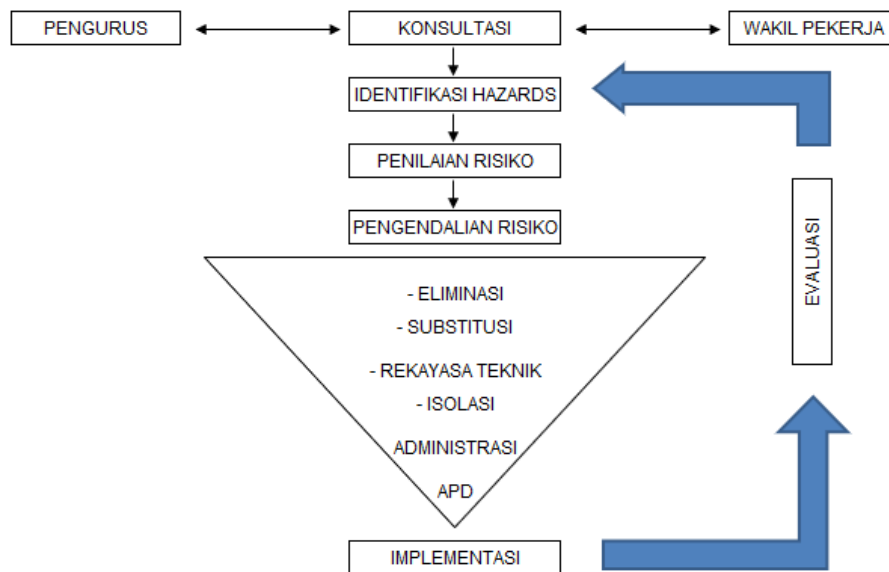 PENGURUS
KONSULTASI
WAKIL PEKERJA
IDENTIFIKASI HAZARDS
PENILAIAN RISIKO
PENGENDALIAN RISIKO
- ELIMINASI
- SUBSTITUSI
- REKAYASA TEKNIK
- ISOLASI
ADMINISTRASI
APD
IMPLEMENTASI
EVALUASI